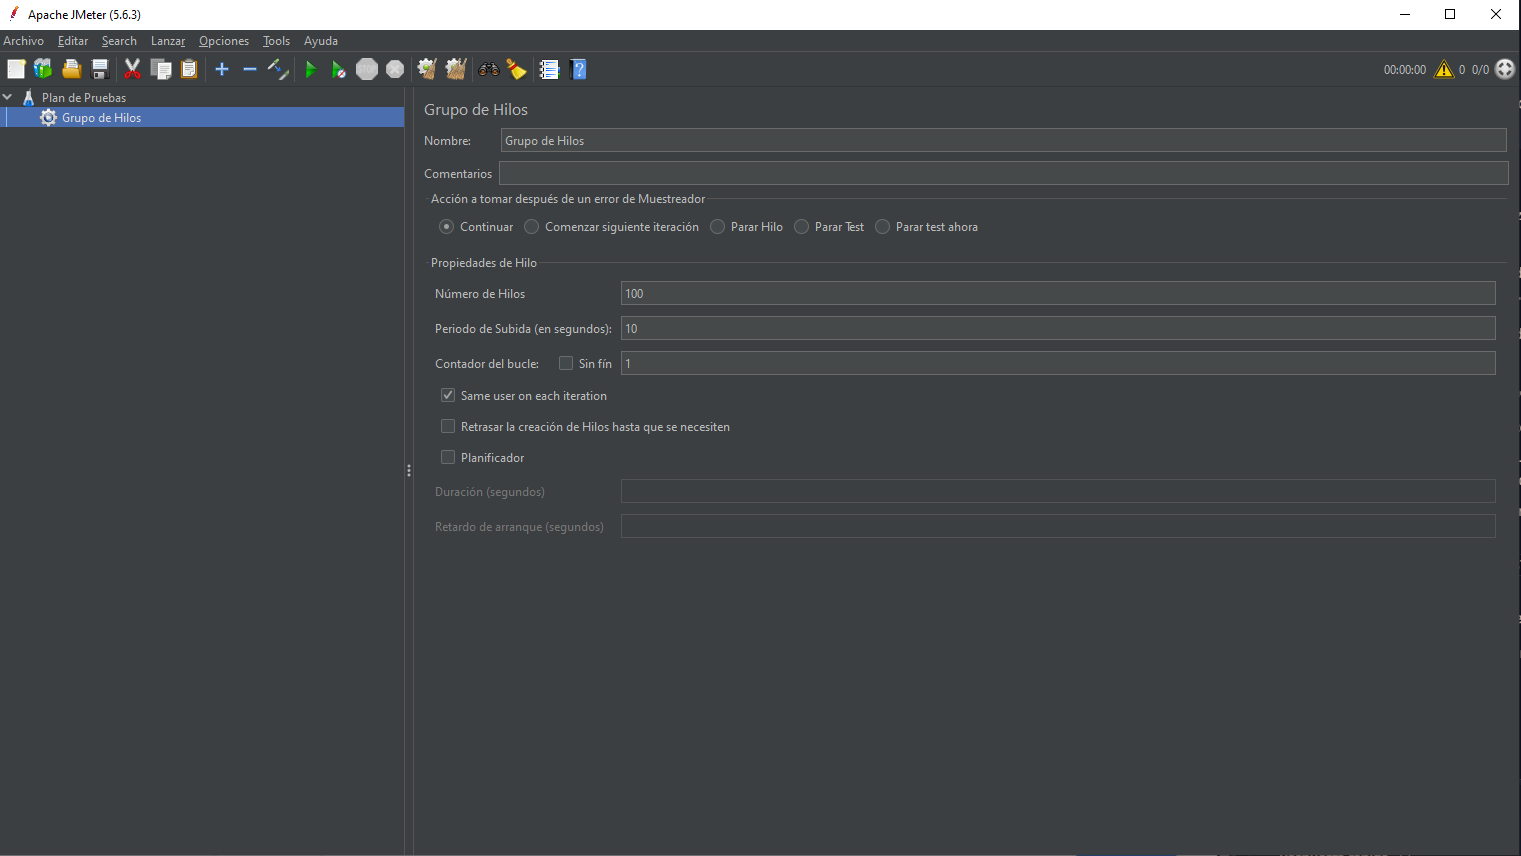 Apache JMeter (5.6.3)
Archivo Editar Search Lanzar Opciones Tools Ayuda
STOP 00:00:00 0 0/0
Plan de Pruebas
Grupo de Hilos
Grupo de Hilos
Nombre: Grupo de Hilos
Comentarios
Acción a tomar después de un error de Muestreador
Continuar Comenzar siguiente iteración Parar Hilo Parar Test Parar test ahora
Propiedades de Hilo
Número de Hilos 100
Periodo de Subida (en segundos): 10
Contador del bucle: Sin fín 1
Same user on each iteration
Retrasar la creación de Hilos hasta que se necesiten
Planificador
Duración (segundos)
Retardo de arranque (segundos)